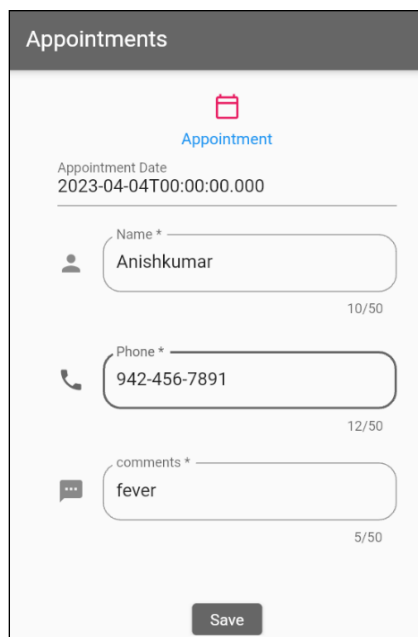 Appointments
Appointment
Appointment Date
2023-04-04T00:00:00.000
Name *
Anishkumar
10/50
Phone *
942-456-7891
12/50
comments *
fever
5/50
Save